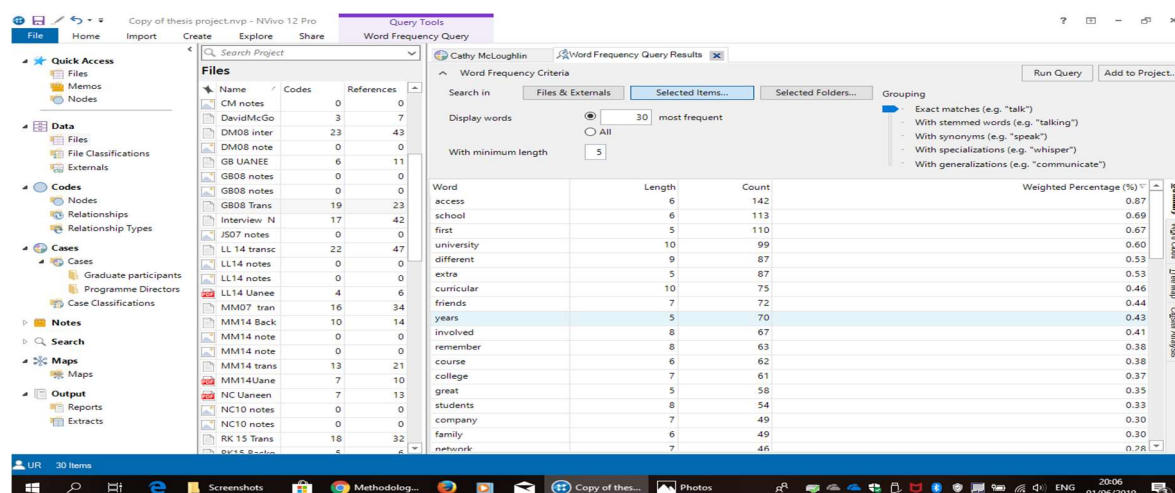 Copy of thesis project.nvp - NVivo 12 Pro
Query Tools
File Home Import Create Explore Share Word Frequency Query
Quick Access
Files
Memos
Nodes
Data
Files
File Classifications
Externals
Codes
Nodes
Relationships
Relationship Types
Cases
Cases
Graduate participants
Programme Directors
Case Classifications
Notes
Search
Maps
Maps
Output
Reports
Extracts
Search Project
Files
Name Codes References
CM notes 0 0
DavidMcGo 3 7
DM08 inter 23 43
DM08 note 0 0
GB UANEE 6 11
GB08 notes 0 0
GB08 notes 0 0
GB08 Trans 19 23
Interview N 17 42
JS07 notes 0 0
LL 14 transc 22 47
LL14 notes 0 0
LL14 notes 0 0
LL14 Uanee 4 6
MM07 tran 16 34
MM14 Back 10 14
MM14 note 0 0
MM14 note 0 0
MM14 trans 13 21
MM14Uane 7 10
NC Uaneen 7 13
NC10 notes 0 0
NC10 notes 0 0
RK 15 Trans 18 32
Cathy McLoughlin Word Frequency Query Results
Word Frequency Criteria Run Query Add to Project...
Search in Files & Externals Selected Items... Selected Folders... Grouping
Exact matches (e.g. "talk")
Display words 30 most frequent
With stemmed words (e.g. "talking")
All
With synonyms (e.g. "speak")
With minimum length 5
With specializations (e.g. "whisper")
With generalizations (e.g. "communicate")
Word Length Count Weighted Percentage (%)
access 6 142 0.87
school 6 113 0.69
first 5 110 0.67
university 10 99 0.60
different 9 87 0.53
extra 5 87 0.53
curricular 10 75 0.46
friends 7 72 0.44
years 5 70 0.43
involved 8 67 0.41
remember 8 63 0.38
course 6 62 0.38
college 7 61 0.37
great 5 58 0.35
students 8 54 0.33
company 7 49 0.30
family 6 49 0.30
network 7 46 0.28
UR 30 Items
Screenshots Methodolog... Copy of thes... Photos ENG 20:06
01/06/2019